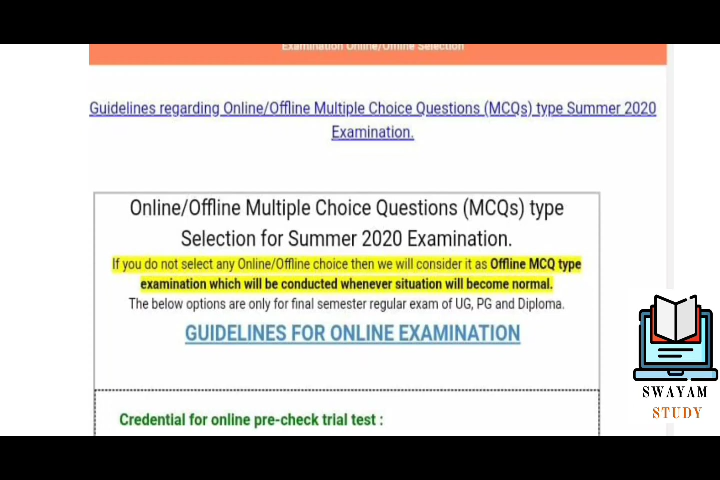 Examination Online/Offline Selection
Guidelines regarding Online/Offline Multiple Choice Questions (MCQs) type Summer 2020
Examination.
Online/Offline Multiple Choice Questions (MCQs) type
Selection for Summer 2020 Examination.
If you do not select any Online/Offline choice then we will consider it as Offline MCQ type
examination which will be conducted whenever situation will become normal.
The below options are only for final semester regular exam of UG, PG and Diploma.
GUIDELINES FOR ONLINE EXAMINATION
Credential for online pre-check trial test :
SWAYAM
STUDY